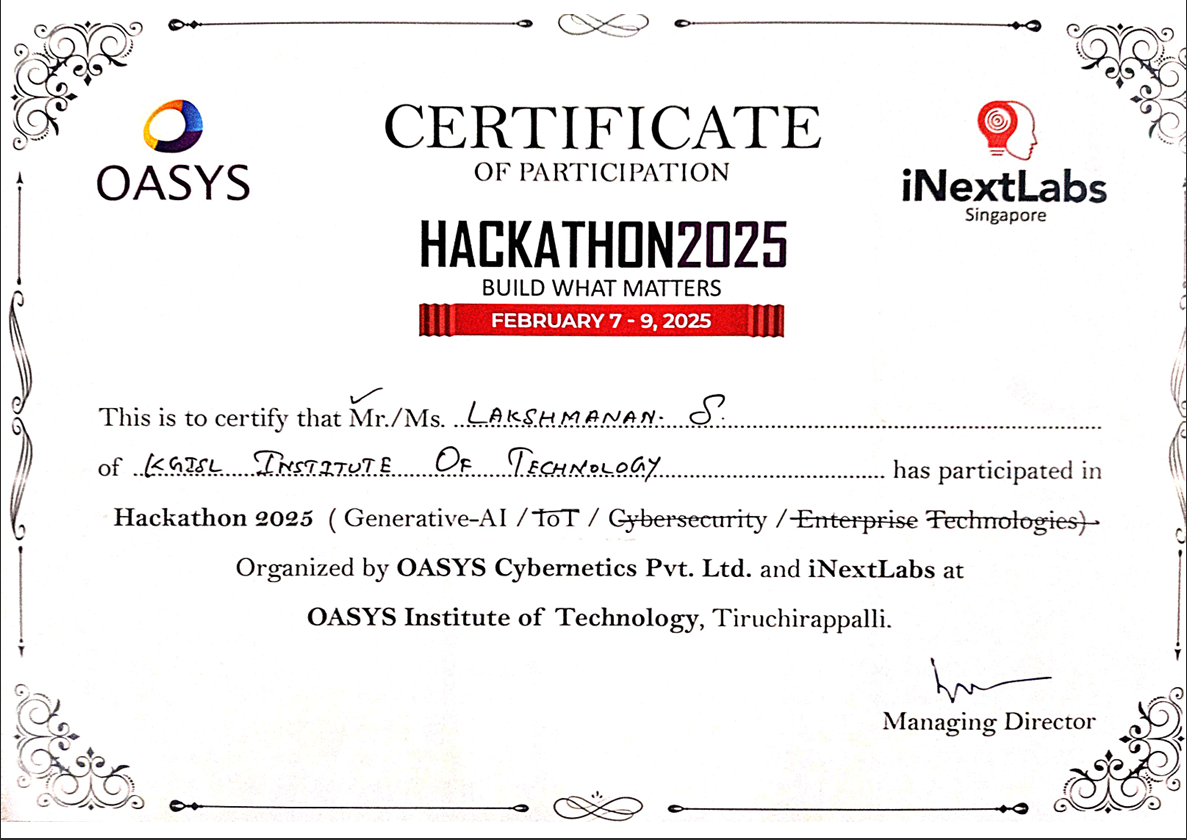 OASYS
CERTIFICATE
OF PARTICIPATION
iNextLabs
Singapore
HACKATHON2025
BUILD WHAT MATTERS
FEBRUARY 7 - 9, 2025
This is to certify that Mr./Ms. LAKSHMANAN. S.
of KGISL INSTITUTE OF TECHNOLOGY has participated in
Hackathon 2025 ( Generative-AI / IoT / Cybersecurity / Enterprise Technologies)
Organized by OASYS Cybernetics Pvt. Ltd. and iNextLabs at
OASYS Institute of Technology, Tiruchirappalli.
Managing Director